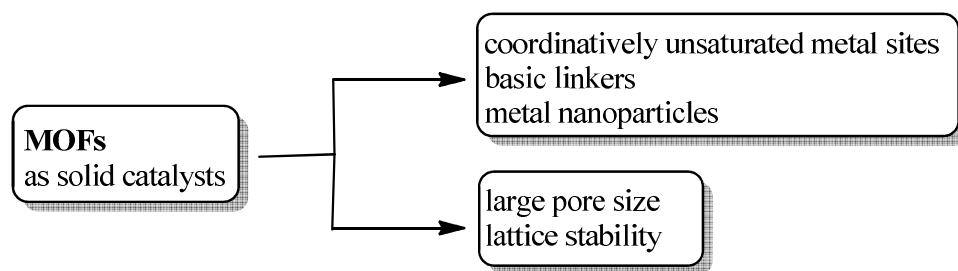 MOFs
as solid catalysts
coordinatively unsaturated metal sites
basic linkers
metal nanoparticles
large pore size
lattice stability